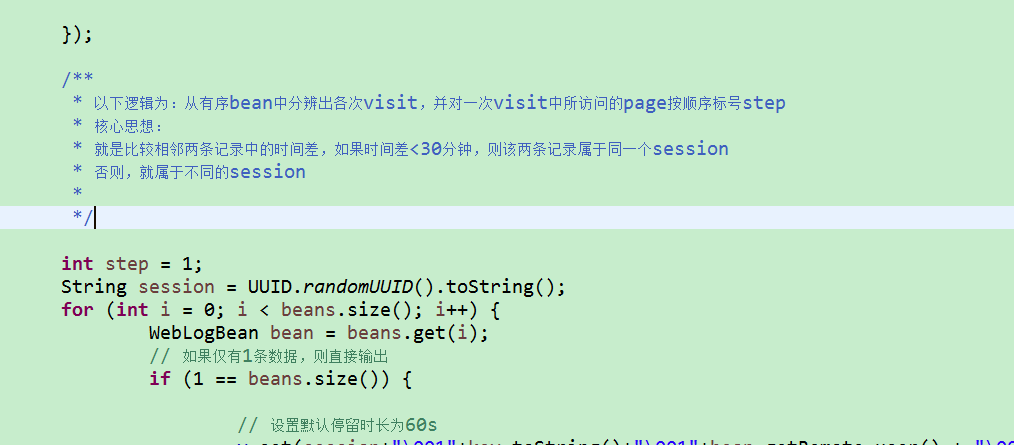 });
/**
* 以下逻辑为:从有序bean中分辨出各次visit,并对一次visit中所访问的page按顺序标号step
* 核心思想:
* 就是比较相邻两条记录中的时间差,如果时间差<30分钟,则该两条记录属于同一个session
* 否则,就属于不同的session
*
*/
int step = 1;
String session = UUID.randomUUID().toString();
for (int i = 0; i < beans.size(); i++) {
WebLogBean bean = beans.get(i);
// 如果仅有1条数据,则直接输出
if (1 == beans.size()) {
// 设置默认停留时长为60s